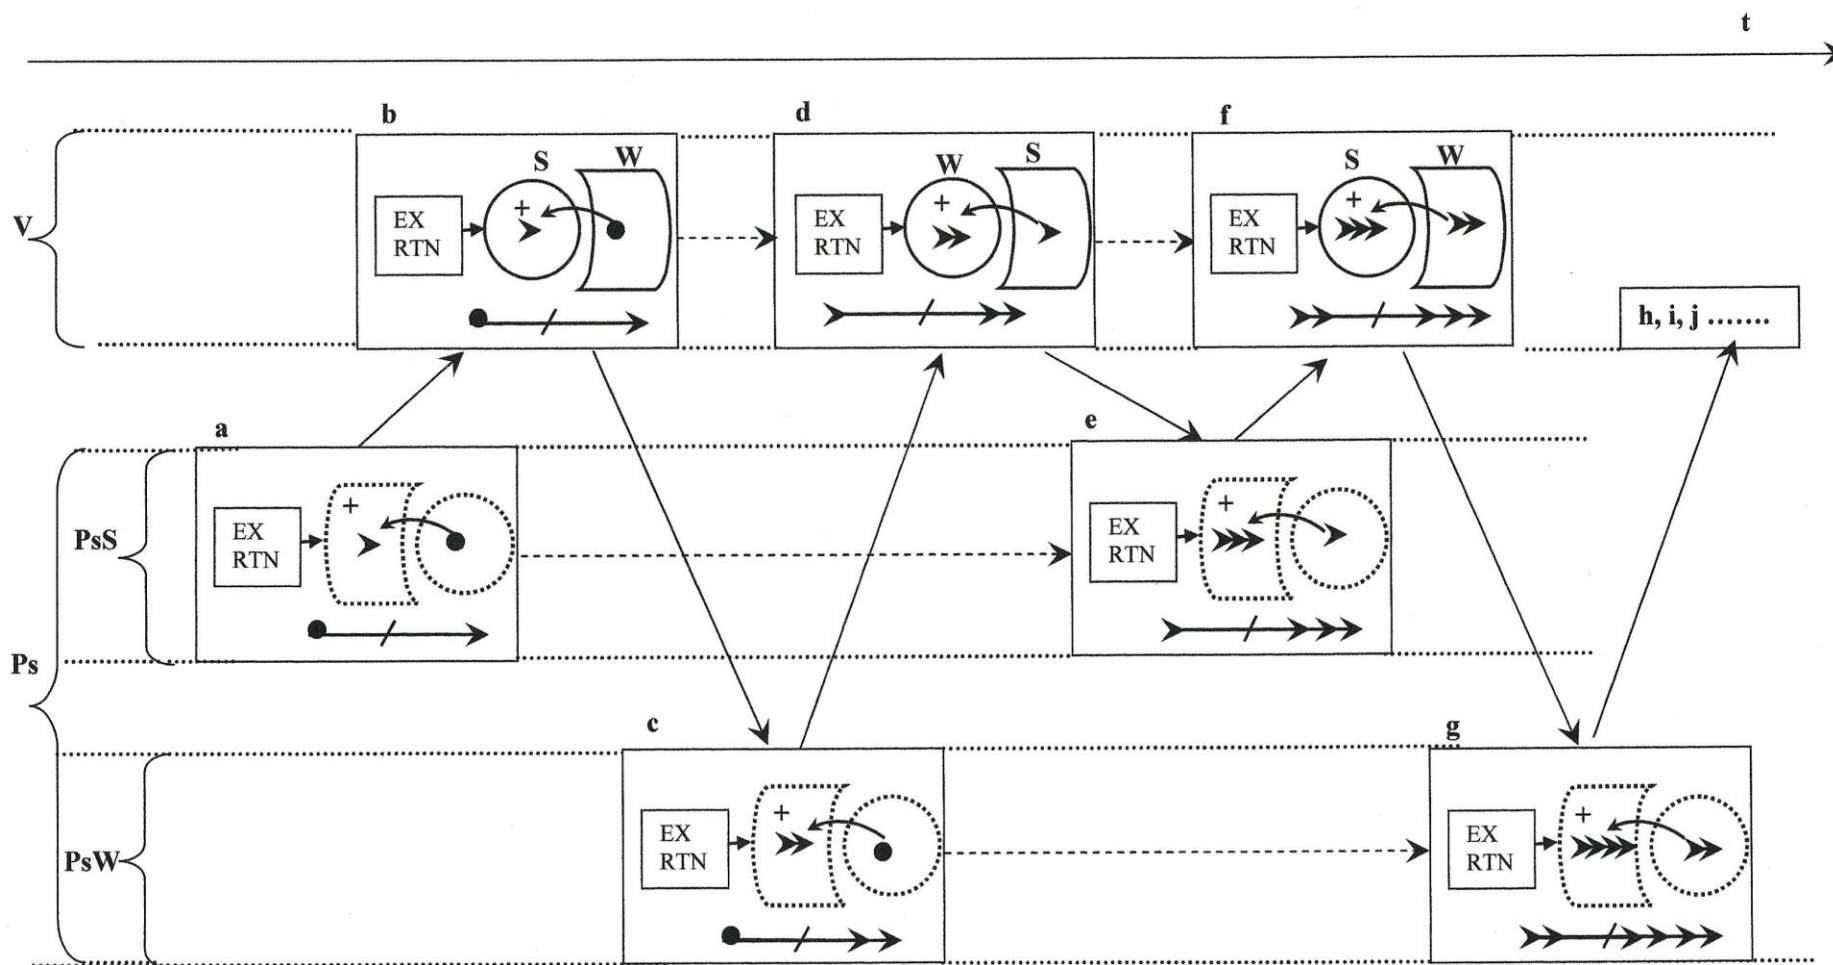 t
b
d
f
V
S
W
+
EX
RTN
W
S
+
EX
RTN
S
W
+
EX
RTN
h, i, j .......
a
e
PsS
+
EX
RTN
+
EX
RTN
Ps
c
g
PsW
+
EX
RTN
+
EX
RTN